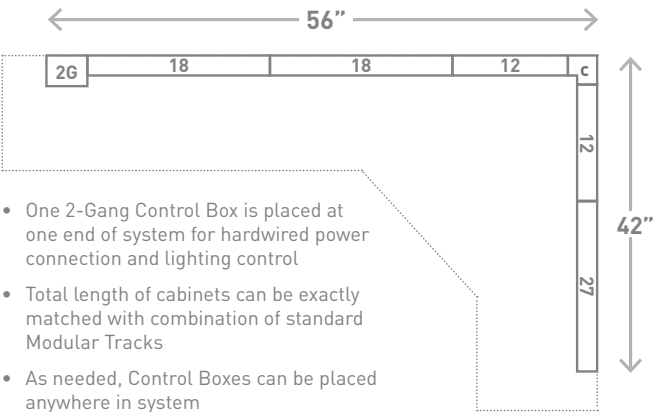 56”
2G 18 18 12 c
12
42”
27
• One 2-Gang Control Box is placed at
one end of system for hardwired power
connection and lighting control
• Total length of cabinets can be exactly
matched with combination of standard
Modular Tracks
• As needed, Control Boxes can be placed
anywhere in system